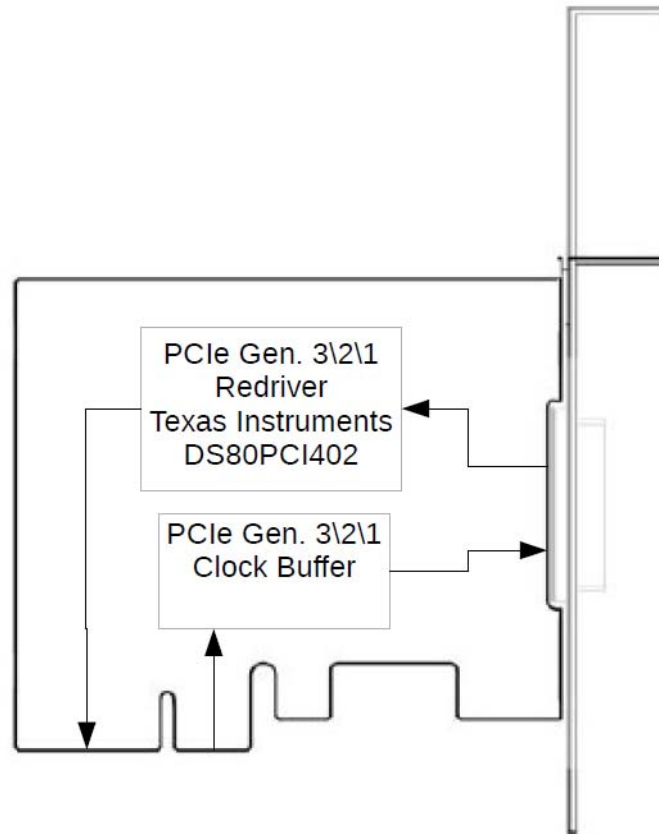 PCIe Gen. 3\2\1
Redriver
Texas Instruments
DS80PCI402
PCIe Gen. 3\2\1
Clock Buffer